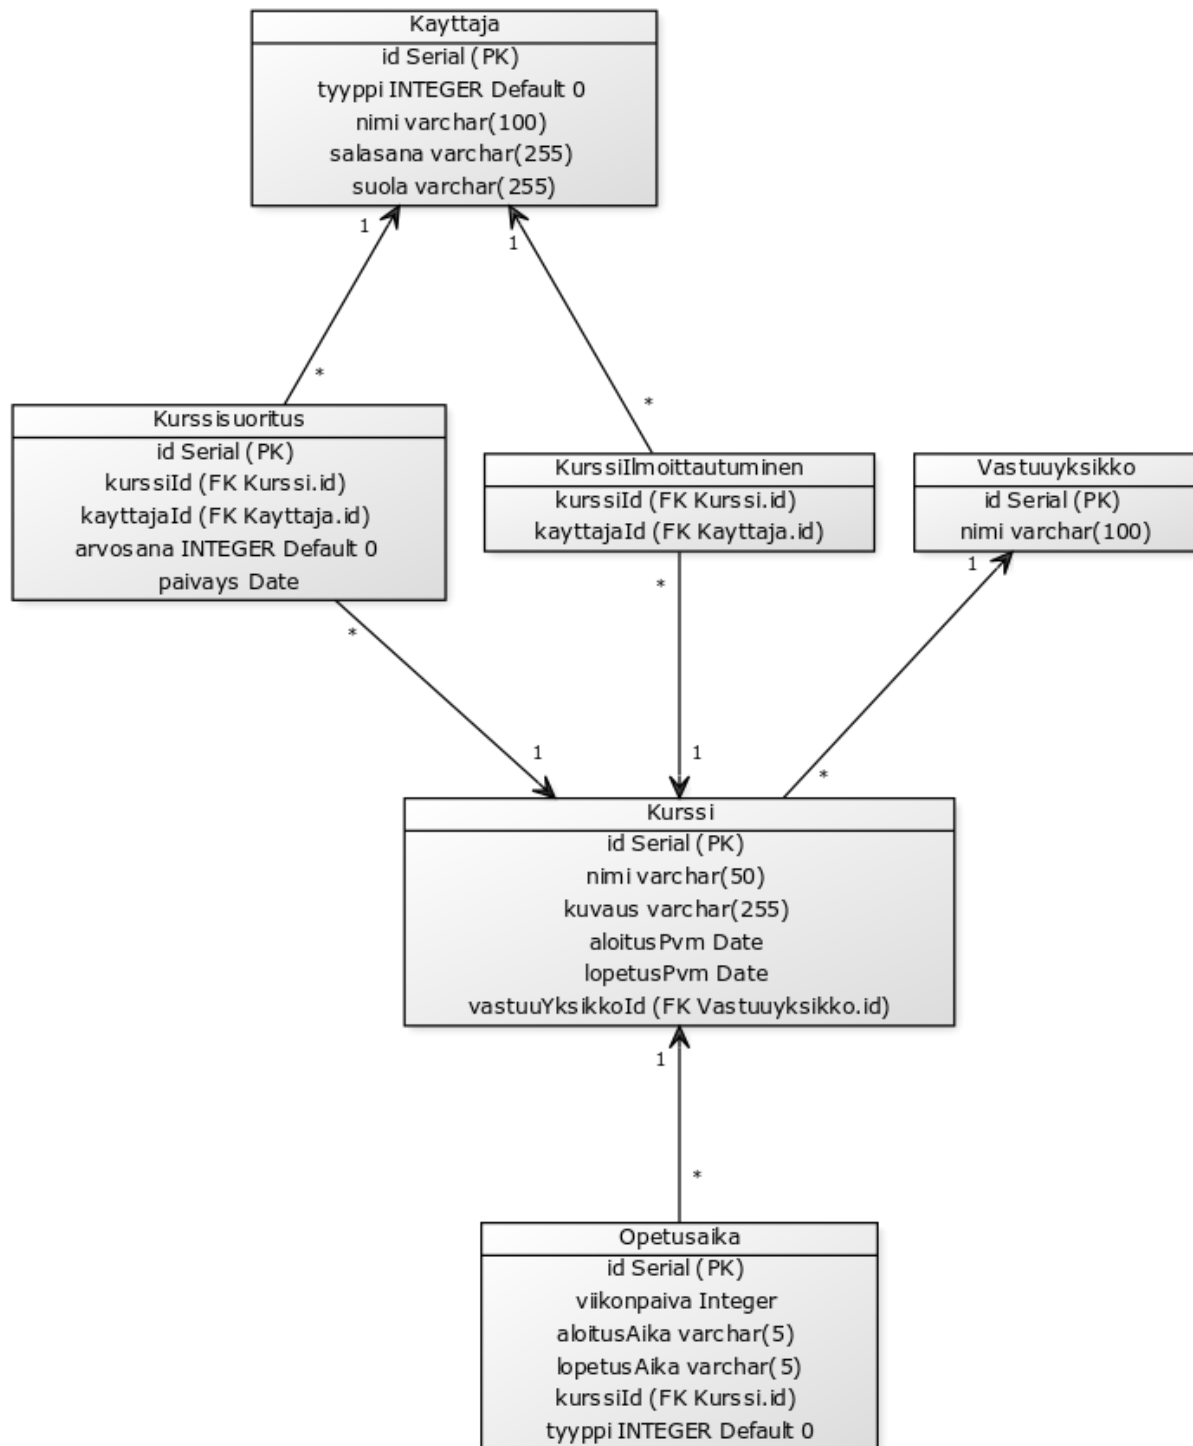 Kayttaja
id Serial (PK)
tyyppi INTEGER Default 0
nimi varchar(100)
salasana varchar(255)
suola varchar(255)
1
1
*
*
Kurssisuoritus
id Serial (PK)
kurssiId (FK Kurssi.id)
kayttajaId (FK Kayttaja.id)
arvosana INTEGER Default 0
paivays Date
KurssiIlmoittautuminen
kurssiId (FK Kurssi.id)
kayttajaId (FK Kayttaja.id)
Vastuuyksikko
id Serial (PK)
nimi varchar(100)
*
*
1
1
1
*
Kurssi
id Serial (PK)
nimi varchar(50)
kuvaus varchar(255)
aloitusPvm Date
lopetusPvm Date
vastuuYksikkoId (FK Vastuuyksikko.id)
1
*
Opetusaika
id Serial (PK)
viikonpaiva Integer
aloitusAika varchar(5)
lopetusAika varchar(5)
kurssiId (FK Kurssi.id)
tyyppi INTEGER Default 0